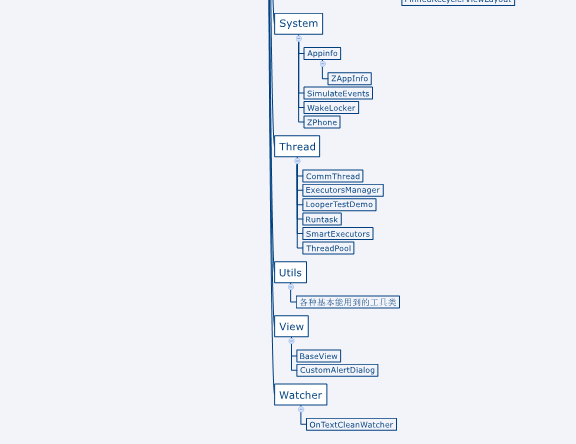 PinnedRecyclerViewLayout
System
Appinfo
ZAppInfo
SimulateEvents
WakeLocker
ZPhone
Thread
CommThread
ExecutorsManager
LooperTestDemo
Runtask
SmartExecutors
ThreadPool
Utils
各种基本能用到的工具类
View
BaseView
CustomAlertDialog
Watcher
OnTextCleanWatcher